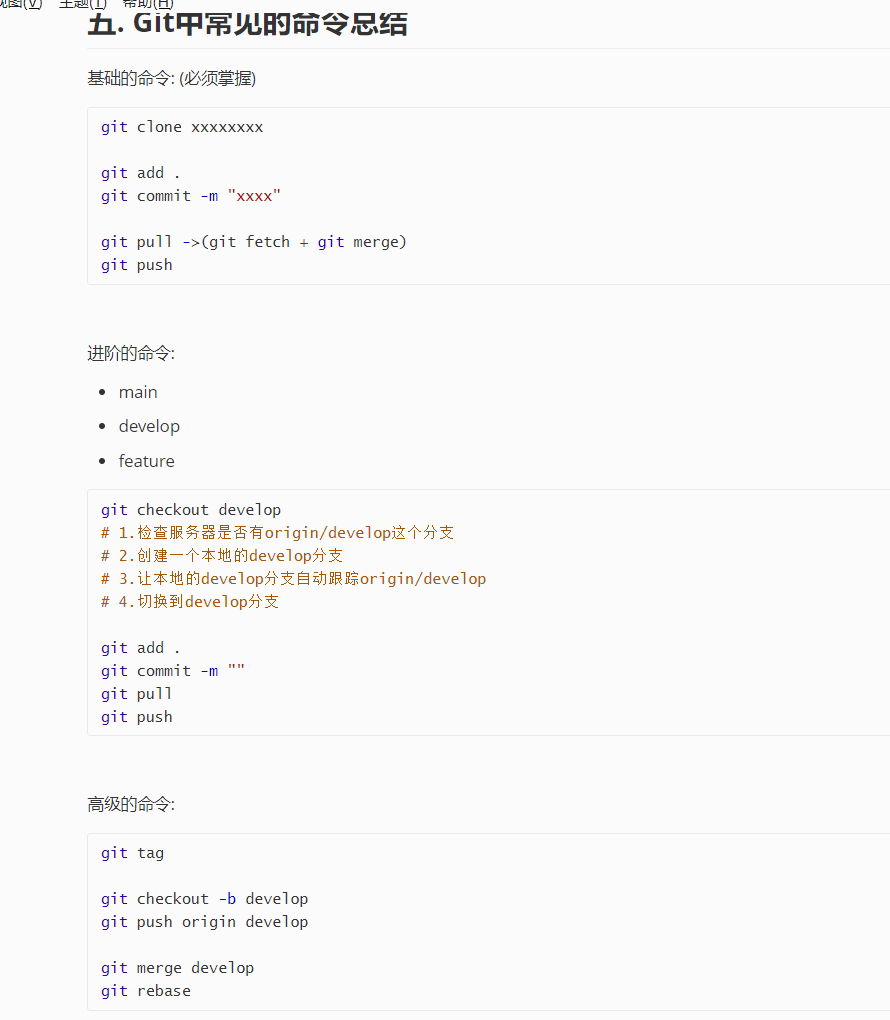 视图(V) 主题(T) 帮助(H)
五. Git中常见的命令总结
基础的命令: (必须掌握)
git clone xxxxxxxx
git add .
git commit -m "xxxx"
git pull ->(git fetch + git merge)
git push
进阶的命令:
main
develop
feature
git checkout develop
# 1.检查服务器是否有origin/develop这个分支
# 2.创建一个本地的develop分支
# 3.让本地的develop分支自动跟踪origin/develop
# 4.切换到develop分支
git add .
git commit -m ""
git pull
git push
高级的命令:
git tag
git checkout -b develop
git push origin develop
git merge develop
git rebase